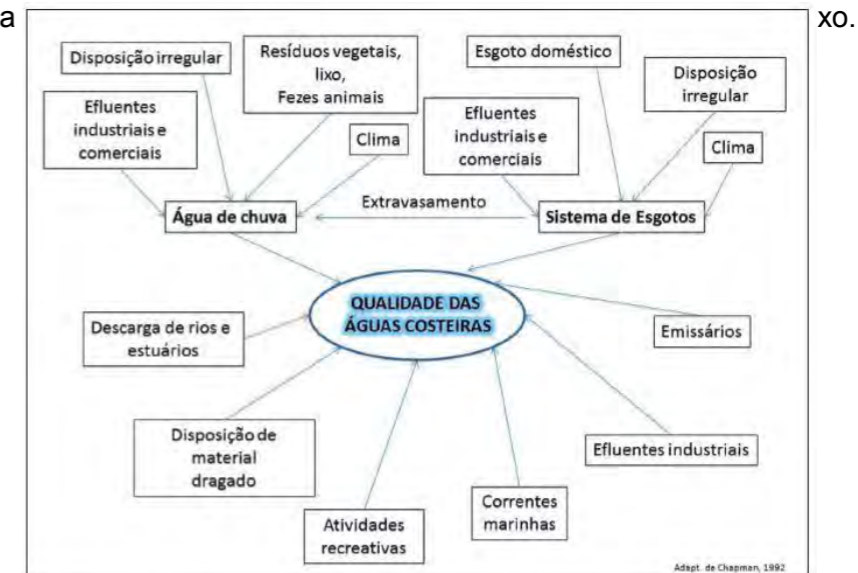 a
xo.
Disposição irregular
Resíduos vegetais,
lixo,
Fezes animais
Esgoto doméstico
Disposição
irregular
Efluentes
industriais e
comerciais
Clima
Efluentes
industriais e
comerciais
Clima
Água de chuva
Extravasamento
Sistema de Esgotos
QUALIDADE DAS
ÁGUAS COSTEIRAS
Descarga de rios e
estuários
Emissários
Disposição de
material
dragado
Efluentes industriais
Atividades
recreativas
Correntes
marinhas
Adapt. de Chapman, 1992